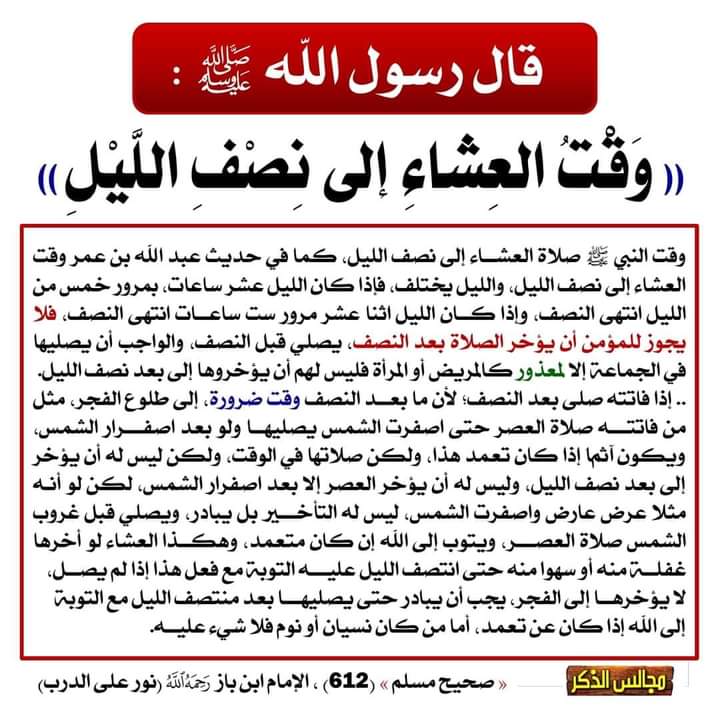 قال رسول الله ﷺ :
(( وَقْتُ العِشاءِ إلى نِصْفِ اللَّيْلِ ))
وقت النبي ﷺ صلاة العشاء إلى نصف الليل، كما في حديث عبد الله بن عمر وقت
العشاء إلى نصف الليل، والليل يختلف، فإذا كان الليل عشر ساعات، بمرور خمس من
الليل انتهى النصف، وإذا كان الليل اثنا عشر مرور ست ساعات انتهى النصف، فلا
يجوز للمؤمن أن يؤخر الصلاة بعد النصف، يصلي قبل النصف، والواجب أن يصليها
في الجماعة إلا لمعذور كالمريض أو المرأة فليس لهم أن يؤخروها إلى بعد نصف الليل.
.. إذا فاتته صلى بعد النصف؛ لأن ما بعد النصف وقت ضرورة، إلى طلوع الفجر، مثل
من فاتته صلاة العصر حتى اصفرت الشمس يصليها ولو بعد اصفرار الشمس،
ويكون آثما إذا كان تعمد هذا، ولكن صلاتها في الوقت، ولكن ليس له أن يؤخر
إلى بعد نصف الليل، وليس له أن يؤخر العصر إلا بعد اصفرار الشمس، لكن لو أنه
مثلا عرض عارض واصفرت الشمس، ليس له التأخير بل يبادر، ويصلي قبل غروب
الشمس صلاة العصر، ويتوب إلى الله إن كان متعمد، وهكذا العشاء لو أخرها
غفلة منه أو سهوا منه حتى انتصف الليل عليه التوبة مع فعل هذا إذا لم يصل،
لا يؤخرها إلى الفجر، يجب أن يبادر حتى يصليها بعد منتصف الليل مع التوبة
إلى الله إذا كان عن تعمد، أما من كان نسيان أو نوم فلا شيء عليه.
مجالس الذكر « صحيح مسلم » (612) ، الإمام ابن باز رَحِمَهُ اللَّهُ (نور على الدرب)